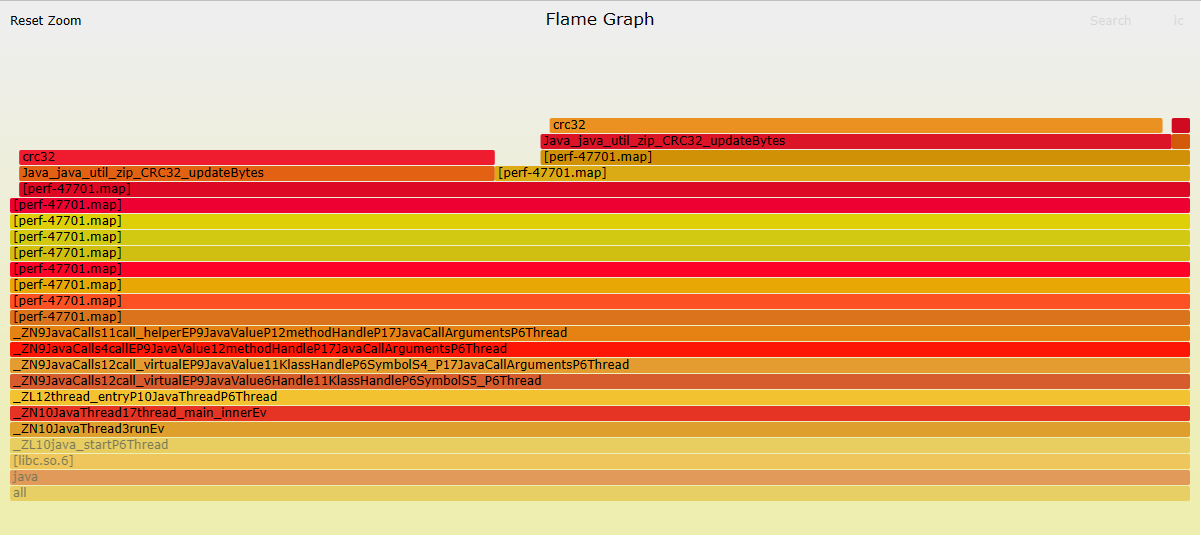 Reset Zoom Flame Graph Search ic
crc32
Java_java_util_zip_CRC32_updateBytes
crc32 [perf-47701.map]
Java_java_util_zip_CRC32_updateBytes [perf-47701.map]
[perf-47701.map]
[perf-47701.map]
[perf-47701.map]
[perf-47701.map]
[perf-47701.map]
[perf-47701.map]
[perf-47701.map]
[perf-47701.map]
[perf-47701.map]
_ZN9JavaCalls11call_helperEP9JavaValueP12methodHandleP17JavaCallArgumentsP6Thread
_ZN9JavaCalls4callEP9JavaValue12methodHandleP17JavaCallArgumentsP6Thread
_ZN9JavaCalls12call_virtualEP9JavaValue11KlassHandleP6SymbolS4_P17JavaCallArgumentsP6Thread
_ZN9JavaCalls12call_virtualEP9JavaValue6Handle11KlassHandleP6SymbolS5_P6Thread
_ZL12thread_entryP10JavaThreadP6Thread
_ZN10JavaThread17thread_main_innerEv
_ZN10JavaThread3runEv
_ZL10java_startP6Thread
[libc.so.6]
java
all